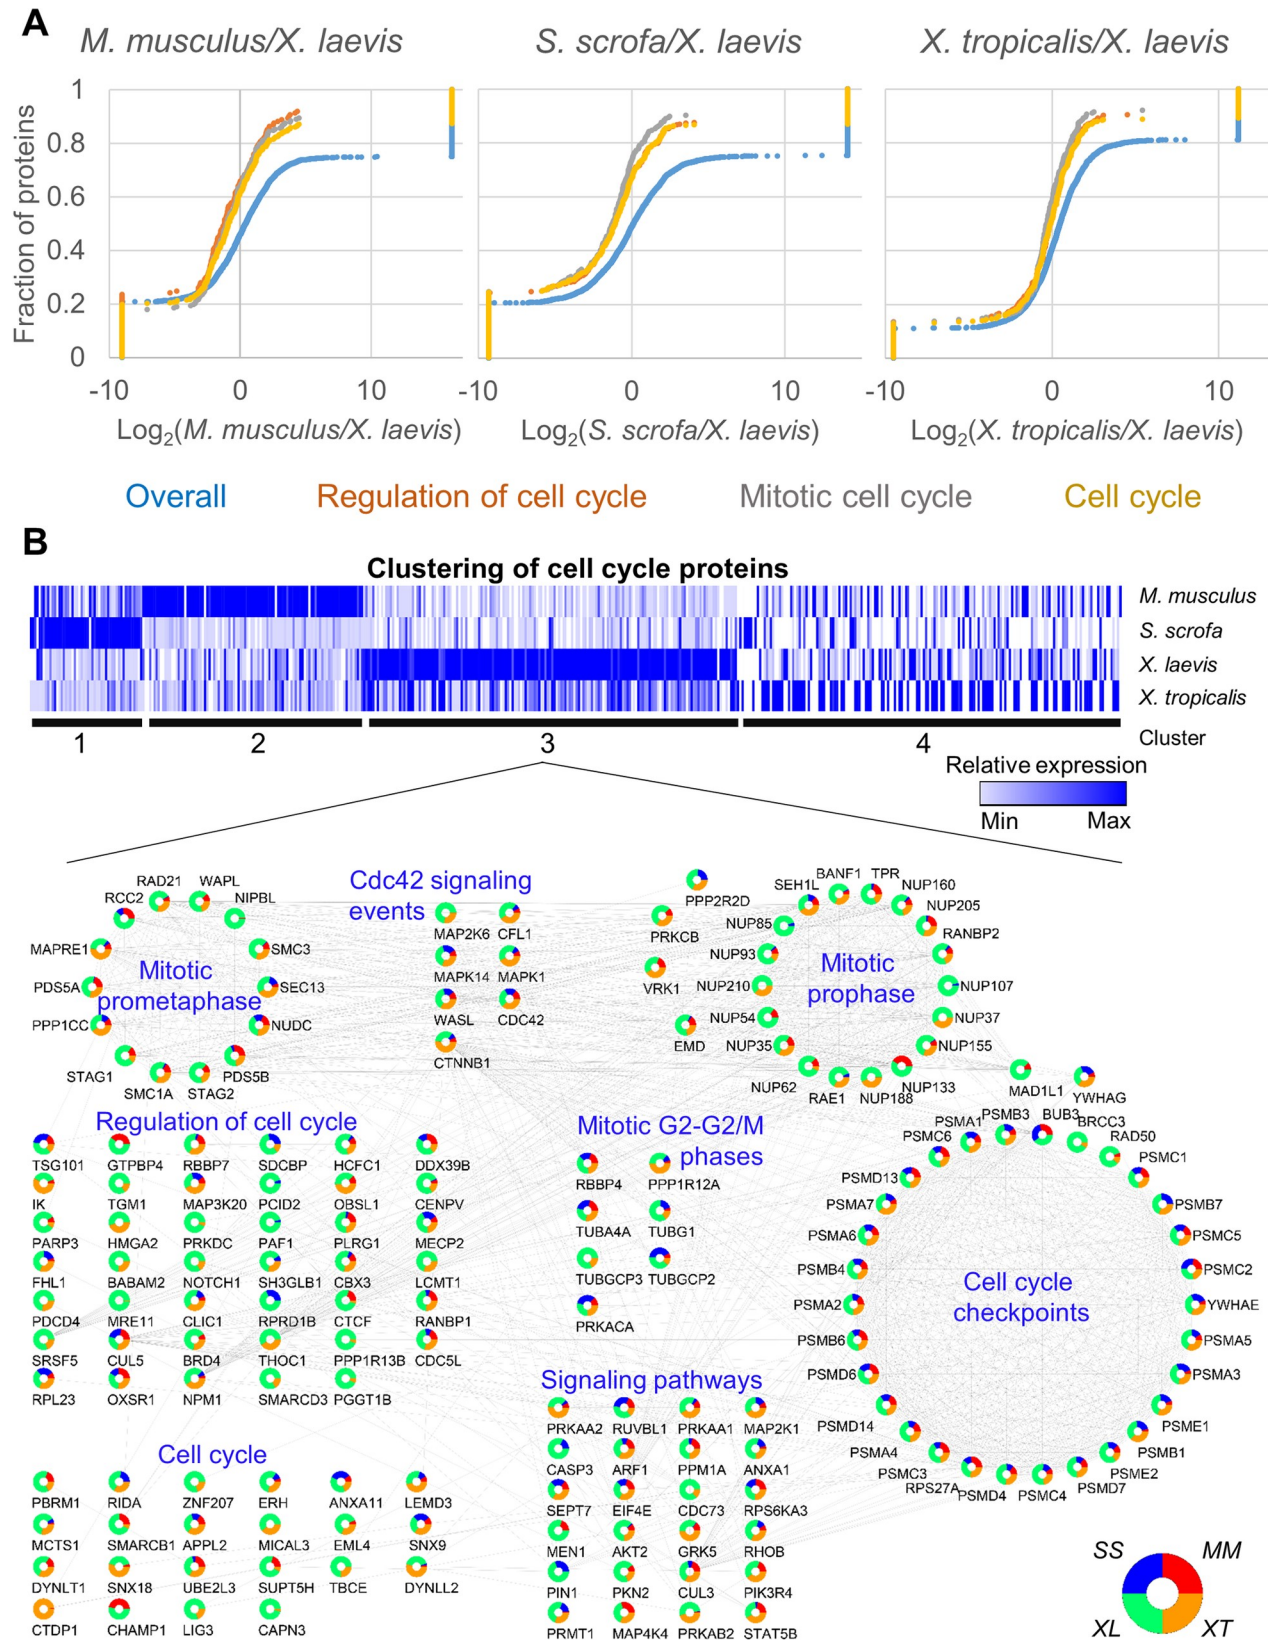 A
M. musculus/X. laevis
S. scrofa/X. laevis
X. tropicalis/X. laevis
Fraction of proteins
1
0.8
0.6
0.4
0.2
0
-10 0 10
-10 0 10
-10 0 10
Log2(M. musculus/X. laevis)
Log2(S. scrofa/X. laevis)
Log2(X. tropicalis/X. laevis)
Overall
Regulation of cell cycle
Mitotic cell cycle
Cell cycle
B
Clustering of cell cycle proteins
M. musculus
S. scrofa
X. laevis
X. tropicalis
1 2 3 4
Cluster
Relative expression
Min Max
Mitotic
prometaphase
RAD21
WAPL
RCC2
NIPBL
MAPRE1
SMC3
PDS5A
SEC13
PPP1CC
NUDC
STAG1
PDS5B
SMC1A
STAG2
Cdc42 signaling
events
MAP2K6 CFL1
MAPK14 MAPK1
WASL CDC42
CTNNB1
PPP2R2D
PRKCB
VRK1
EMD
Mitotic
prophase
BANF1
TPR
SEH1L
NUP160
NUP205
NUP85
RANBP2
NUP93
NUP210
NUP107
NUP54
NUP37
NUP35
NUP155
NUP62
NUP133
RAE1
NUP188
MAD1L1
YWHAG
Regulation of cell cycle
TSG101 GTPBP4 RBBP7 SDCBP HCFC1 DDX39B
IK TGM1 MAP3K20 PCID2 OBSL1 CENPV
PARP3 HMGA2 PRKDC PAF1 PLRG1 MECP2
FHL1 BABAM2 NOTCH1 SH3GLB1 CBX3 LCMT1
PDCD4 MRE11 CLIC1 RPRD1B CTCF RANBP1
SRSF5 CUL5 BRD4 THOC1 PPP1R13B CDC5L
RPL23 OXSR1 NPM1 SMARCD3 PGGT1B
Mitotic G2-G2/M
phases
RBBP4 PPP1R12A
TUBA4A TUBG1
TUBGCP3 TUBGCP2
PRKACA
Cell cycle
checkpoints
PSMA1
PSMB3
BUB3
BRCC3
PSMC6
RAD50
PSMC1
PSMD13
PSMA7
PSMB7
PSMA6
PSMC5
PSMB4
PSMC2
PSMA2
YWHAE
PSMB6
PSMA5
PSMD6
PSMA3
PSMD14
PSME1
PSMA4
PSMB1
PSMC3
PSME2
RPS27A
PSMD7
PSMD4
PSMC4
Signaling pathways
PRKAA2 RUVBL1 PRKAA1 MAP2K1
CASP3 ARF1 PPM1A ANXA1
SEPT7 EIF4E CDC73 RPS6KA3
MEN1 AKT2 GRK5 RHOB
PIN1 PKN2 CUL3 PIK3R4
PRMT1 MAP4K4 PRKAB2 STAT5B
Cell cycle
PBRM1 RIDA ZNF207 ERH ANXA11 LEMD3
MCTS1 SMARCB1 APPL2 MICAL3 EML4 SNX9
DYNLT1 SNX18 UBE2L3 SUPT5H TBCE DYNLL2
CTDP1 CHAMP1 LIG3 CAPN3
SS MM
XL XT